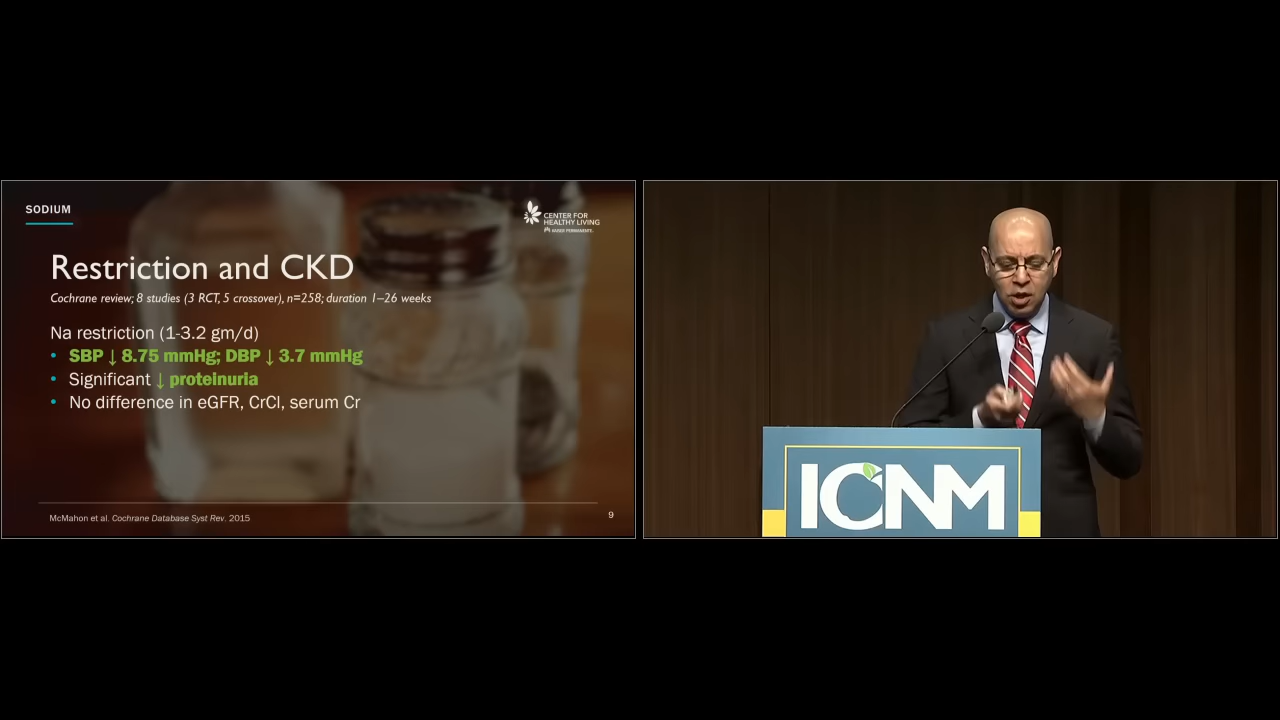 SODIUM
CENTER FOR
HEALTHY LIVING
KAISER PERMANENTE.
Restriction and CKD
Cochrane review; 8 studies (3 RCT, 5 crossover), n=258; duration 1–26 weeks
Na restriction (1-3.2 gm/d)
• SBP ↓ 8.75 mmHg; DBP ↓ 3.7 mmHg
• Significant ↓ proteinuria
• No difference in eGFR, CrCl, serum Cr
McMahon et al. Cochrane Database Syst Rev. 2015
9
ICNM